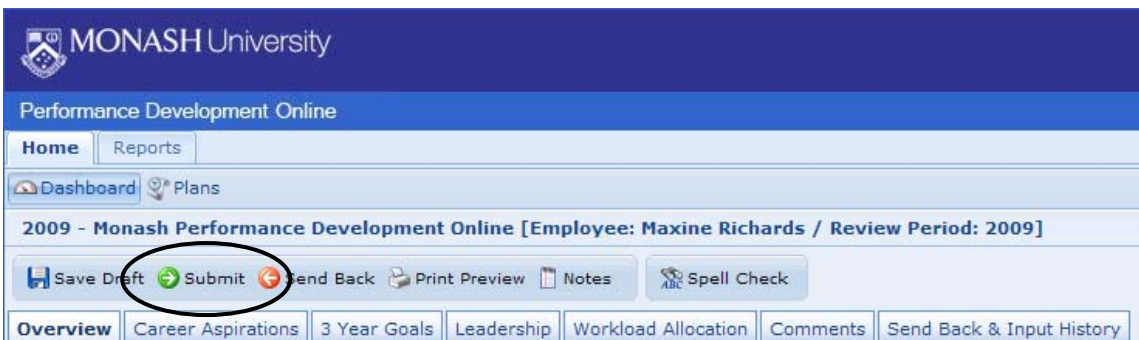 MONASH University
Performance Development Online
Home Reports
Dashboard Plans
2009 - Monash Performance Development Online [Employee: Maxine Richards / Review Period: 2009]
Save Draft Submit Send Back Print Preview Notes ABC Spell Check
Overview Career Aspirations 3 Year Goals Leadership Workload Allocation Comments Send Back & Input History